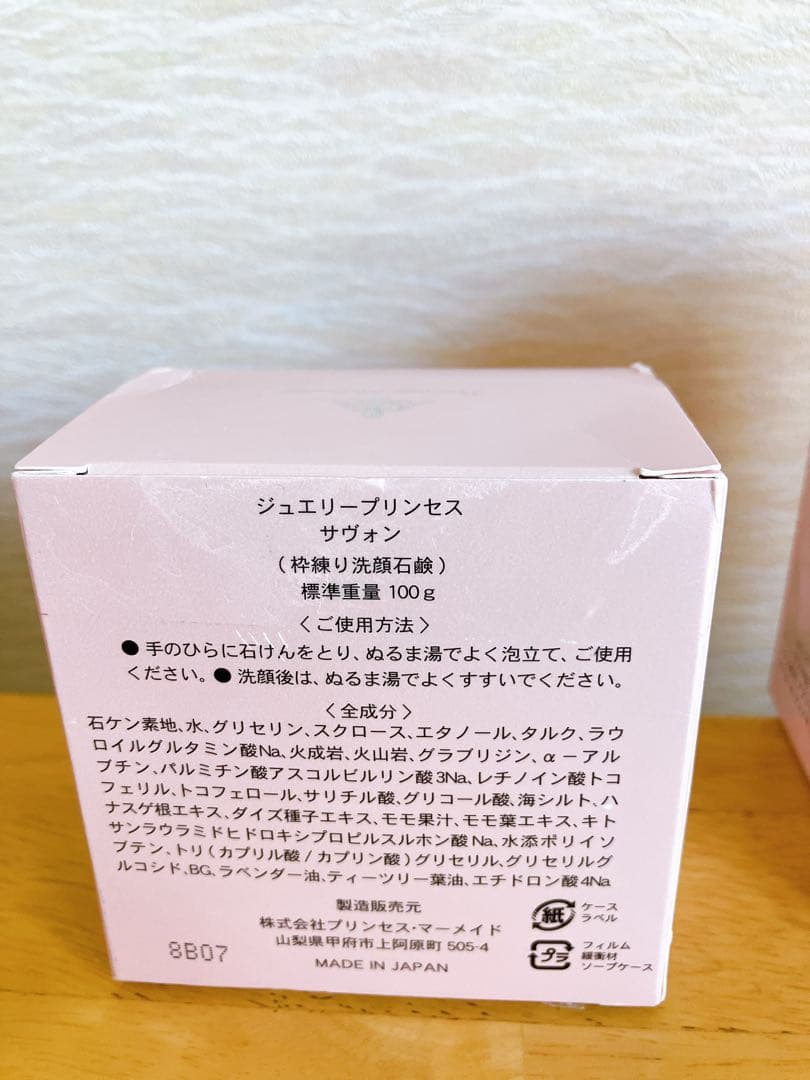 ジュエリープリンセス
サヴォン
（枠練り洗顔石鹸）
標準重量 100g
〈ご使用方法〉
● 手のひらに石けんをとり、ぬるま湯でよく泡立て、ご使用
ください。● 洗顔後は、ぬるま湯でよくすすいでください。
〈全成分〉
石ケン素地、水、グリセリン、スクロース、エタノール、タルク、ラウ
ロイルグルタミン酸Na、火成岩、火山岩、グラブリジン、α－アル
ブチン、パルミチン酸アスコルビルリン酸3Na、レチノイン酸トコ
フェリル、トコフェロール、サリチル酸、グリコール酸、海シルト、ハ
ナスゲ根エキス、ダイズ種子エキス、モモ果汁、モモ葉エキス、キト
サンラウラミドヒドロキシプロピルスルホン酸Na、水添ポリイソ
ブテン、トリ（カプリル酸/カプリン酸）グリセリル、グリセリルグ
ルコシド、BG、ラベンダー油、ティーツリー葉油、エチドロン酸4Na
製造販売元
株式会社プリンセス・マーメイド
山梨県甲府市上阿原町 505-4
MADE IN JAPAN
8B07
紙
ケース
ラベル
プラ
フィルム
緩衝材
ソープケース